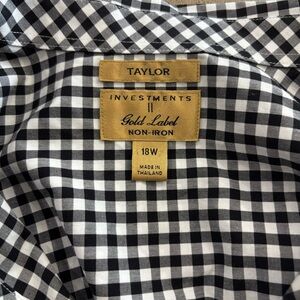 TAYLOR
INVESTMENTS
II
Gold Label
NON-IRON
18W
MADE IN
THAILAND